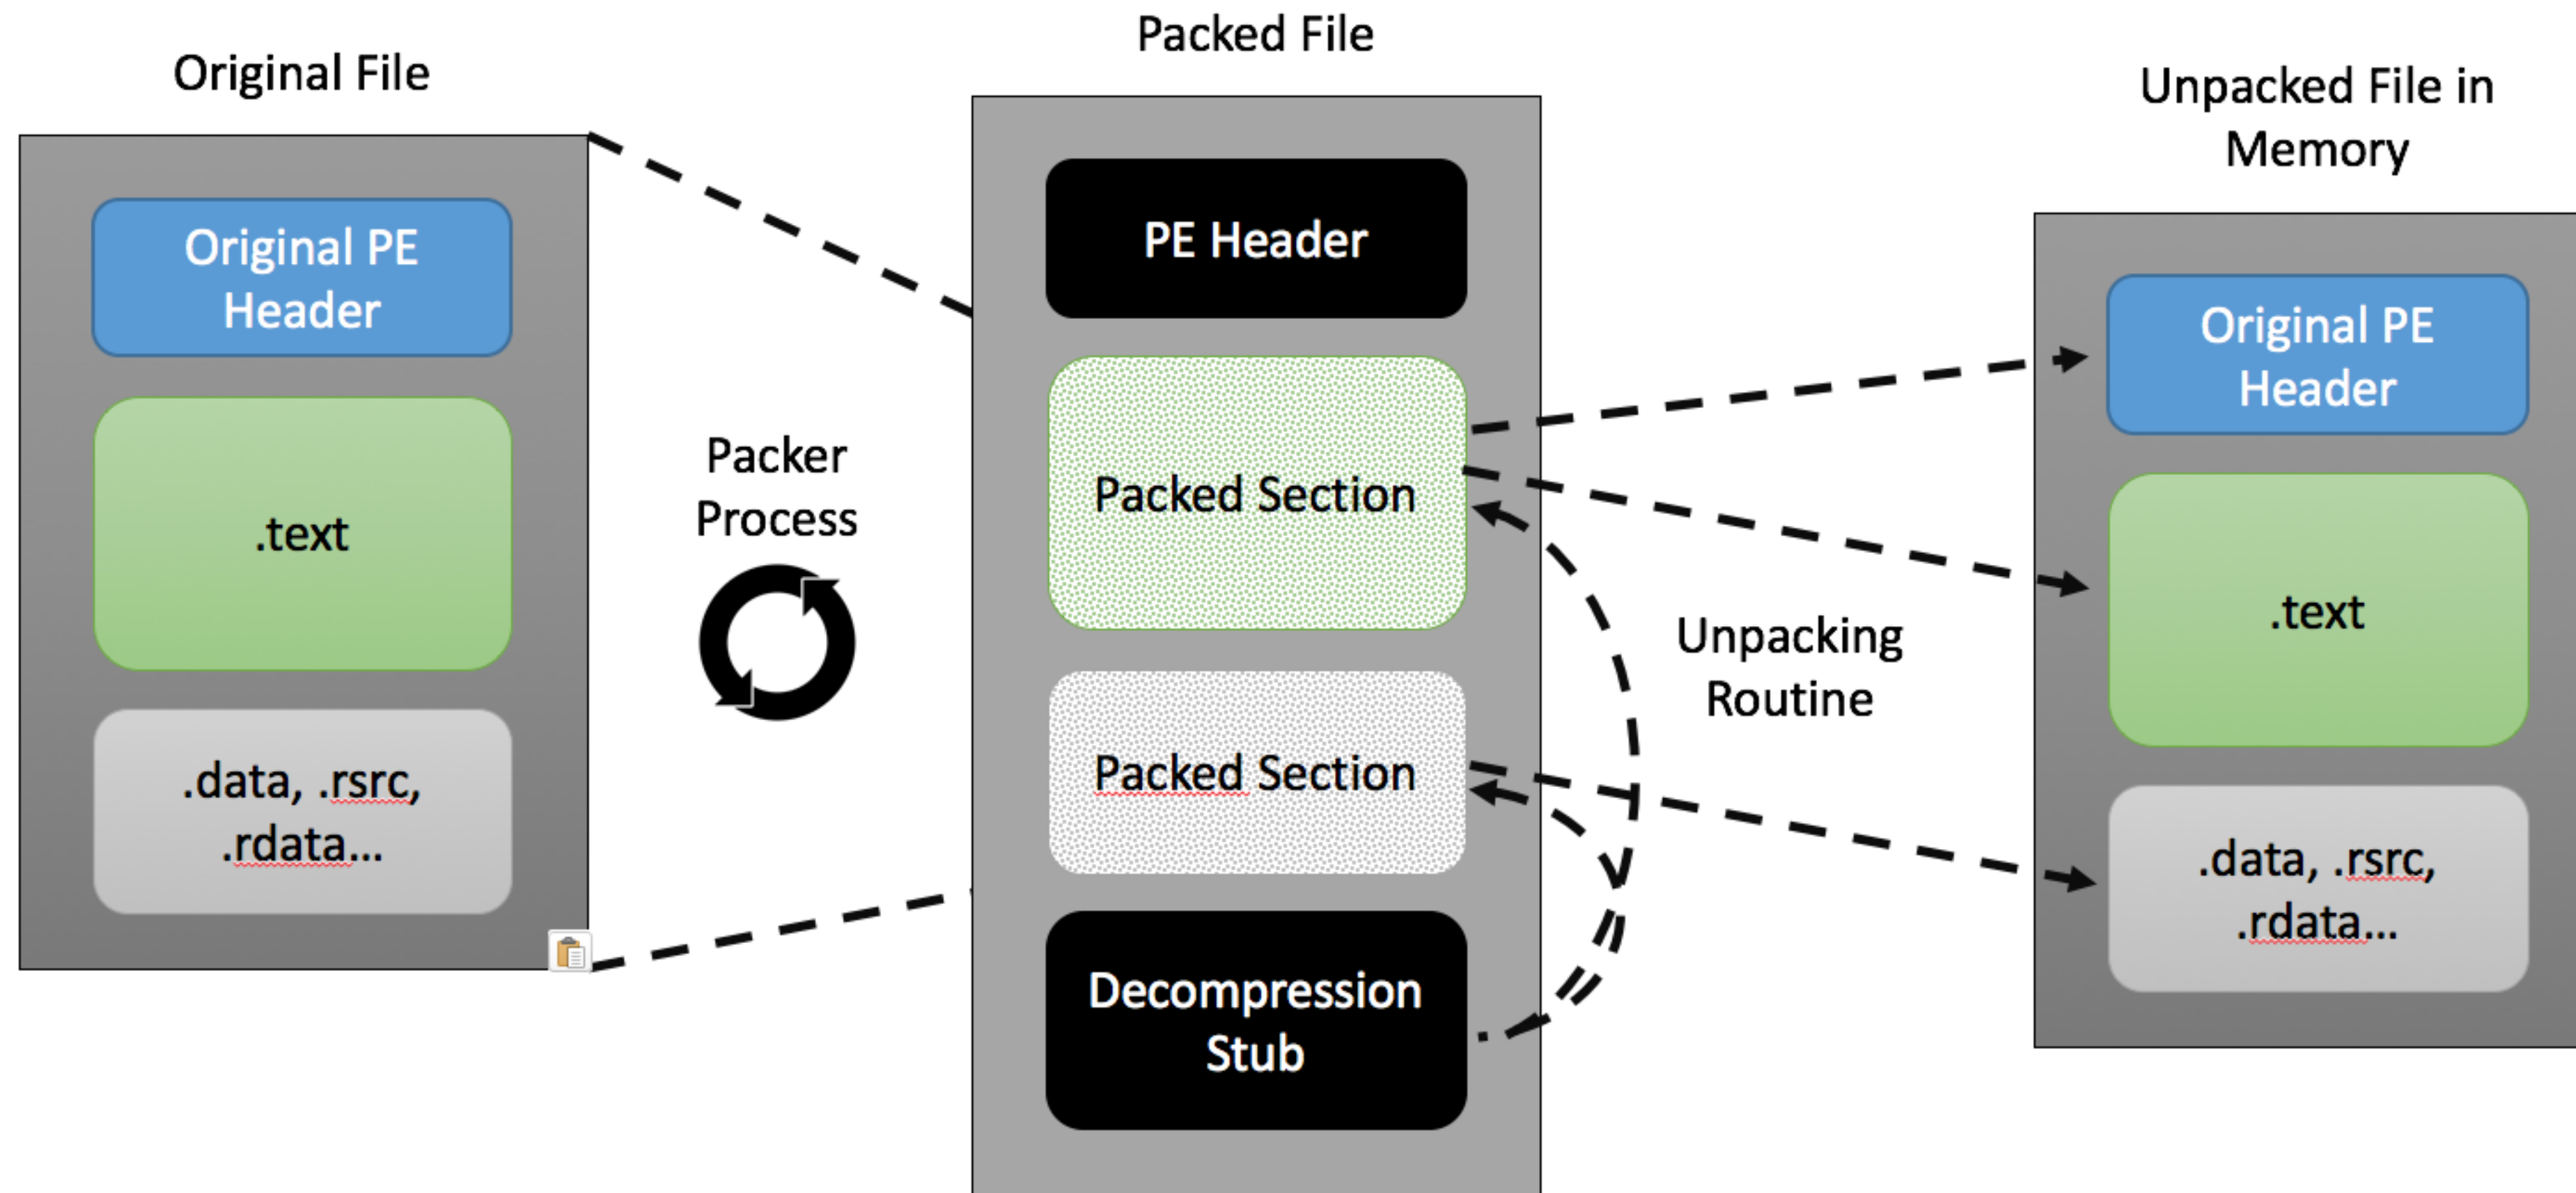 Original File
Original PE
Header
.text
.data, .rsrc,
.rdata...
Packer
Process
Packed File
PE Header
Packed Section
Packed Section
Decompression
Stub
Unpacking
Routine
Unpacked File in
Memory
Original PE
Header
.text
.data, .rsrc,
.rdata...